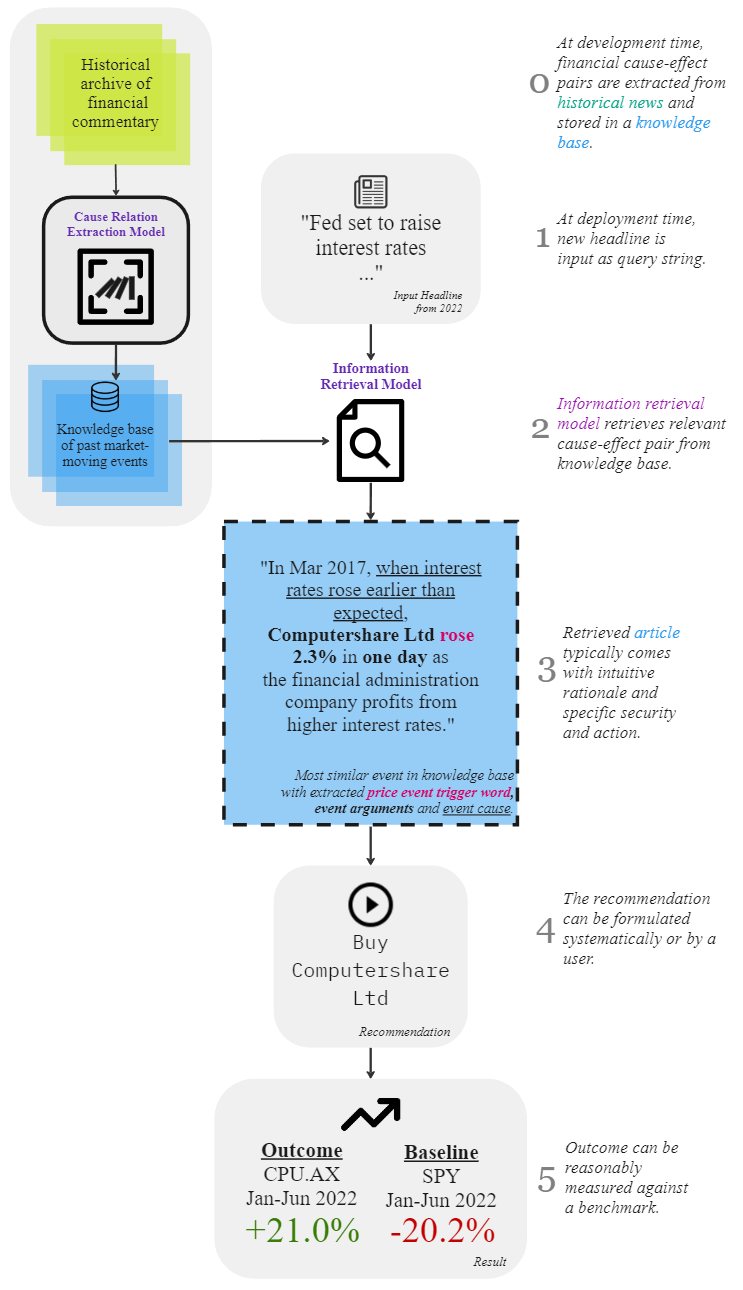 Historical
archive of
financial
commentary
Cause Relation
Extraction Model
Knowledge base
of past market-
moving events
"Fed set to raise
interest rates
..."
Input Headline
from 2022
Information
Retrieval Model
"In Mar 2017, when interest
rates rose earlier than
expected,
Computershare Ltd rose
2.3% in one day as
the financial administration
company profits from
higher interest rates."
Most similar event in knowledge base
with extracted price event trigger word,
event arguments and event cause.
Buy
Computershare
Ltd
Recommendation
Outcome
CPU.AX
Jan-Jun 2022
+21.0%
Baseline
SPY
Jan-Jun 2022
-20.2%
Result
0
At development time,
financial cause-effect
pairs are extracted from
historical news and
stored in a knowledge
base.
1
At deployment time,
new headline is
input as query string.
2
Information retrieval
model retrieves relevant
cause-effect pair from
knowledge base.
3
Retrieved article
typically comes
with intuitive
rationale and
specific security
and action.
4
The recommendation
can be formulated
systematically or by a
user.
5
Outcome can be
reasonably
measured against
a benchmark.